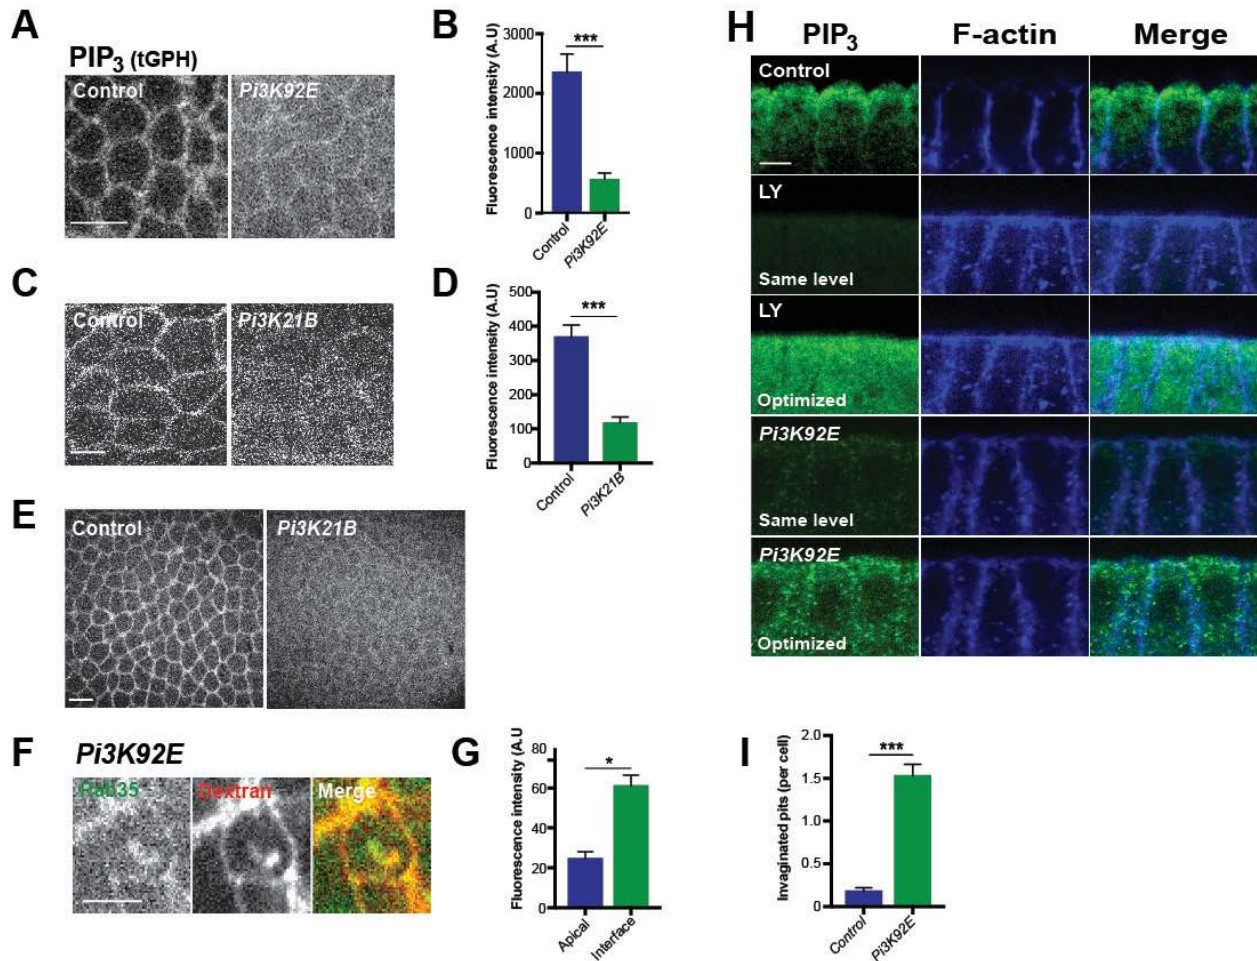 A
PIP3 (tGPH)
Control
Pi3K92E
B
Fluorescence intensity (A.U)
3000
2000
1000
0
***
Control
Pi3K92E
C
Control
Pi3K21B
D
Fluorescence intensity (A.U)
500
400
300
200
100
0
***
Control
Pi3K21B
E
Control
Pi3K21B
F
Pi3K92E
Rab35
Dextran
Merge
G
Fluorescence intensity (A.U
80
60
40
20
0
*
Apical
Interface
H
PIP3
F-actin
Merge
Control
LY
Same level
LY
Optimized
Pi3K92E
Same level
Pi3K92E
Optimized
I
Invaginated pits (per cell)
2.0
1.5
1.0
0.5
0
***
Control
Pi3K92E